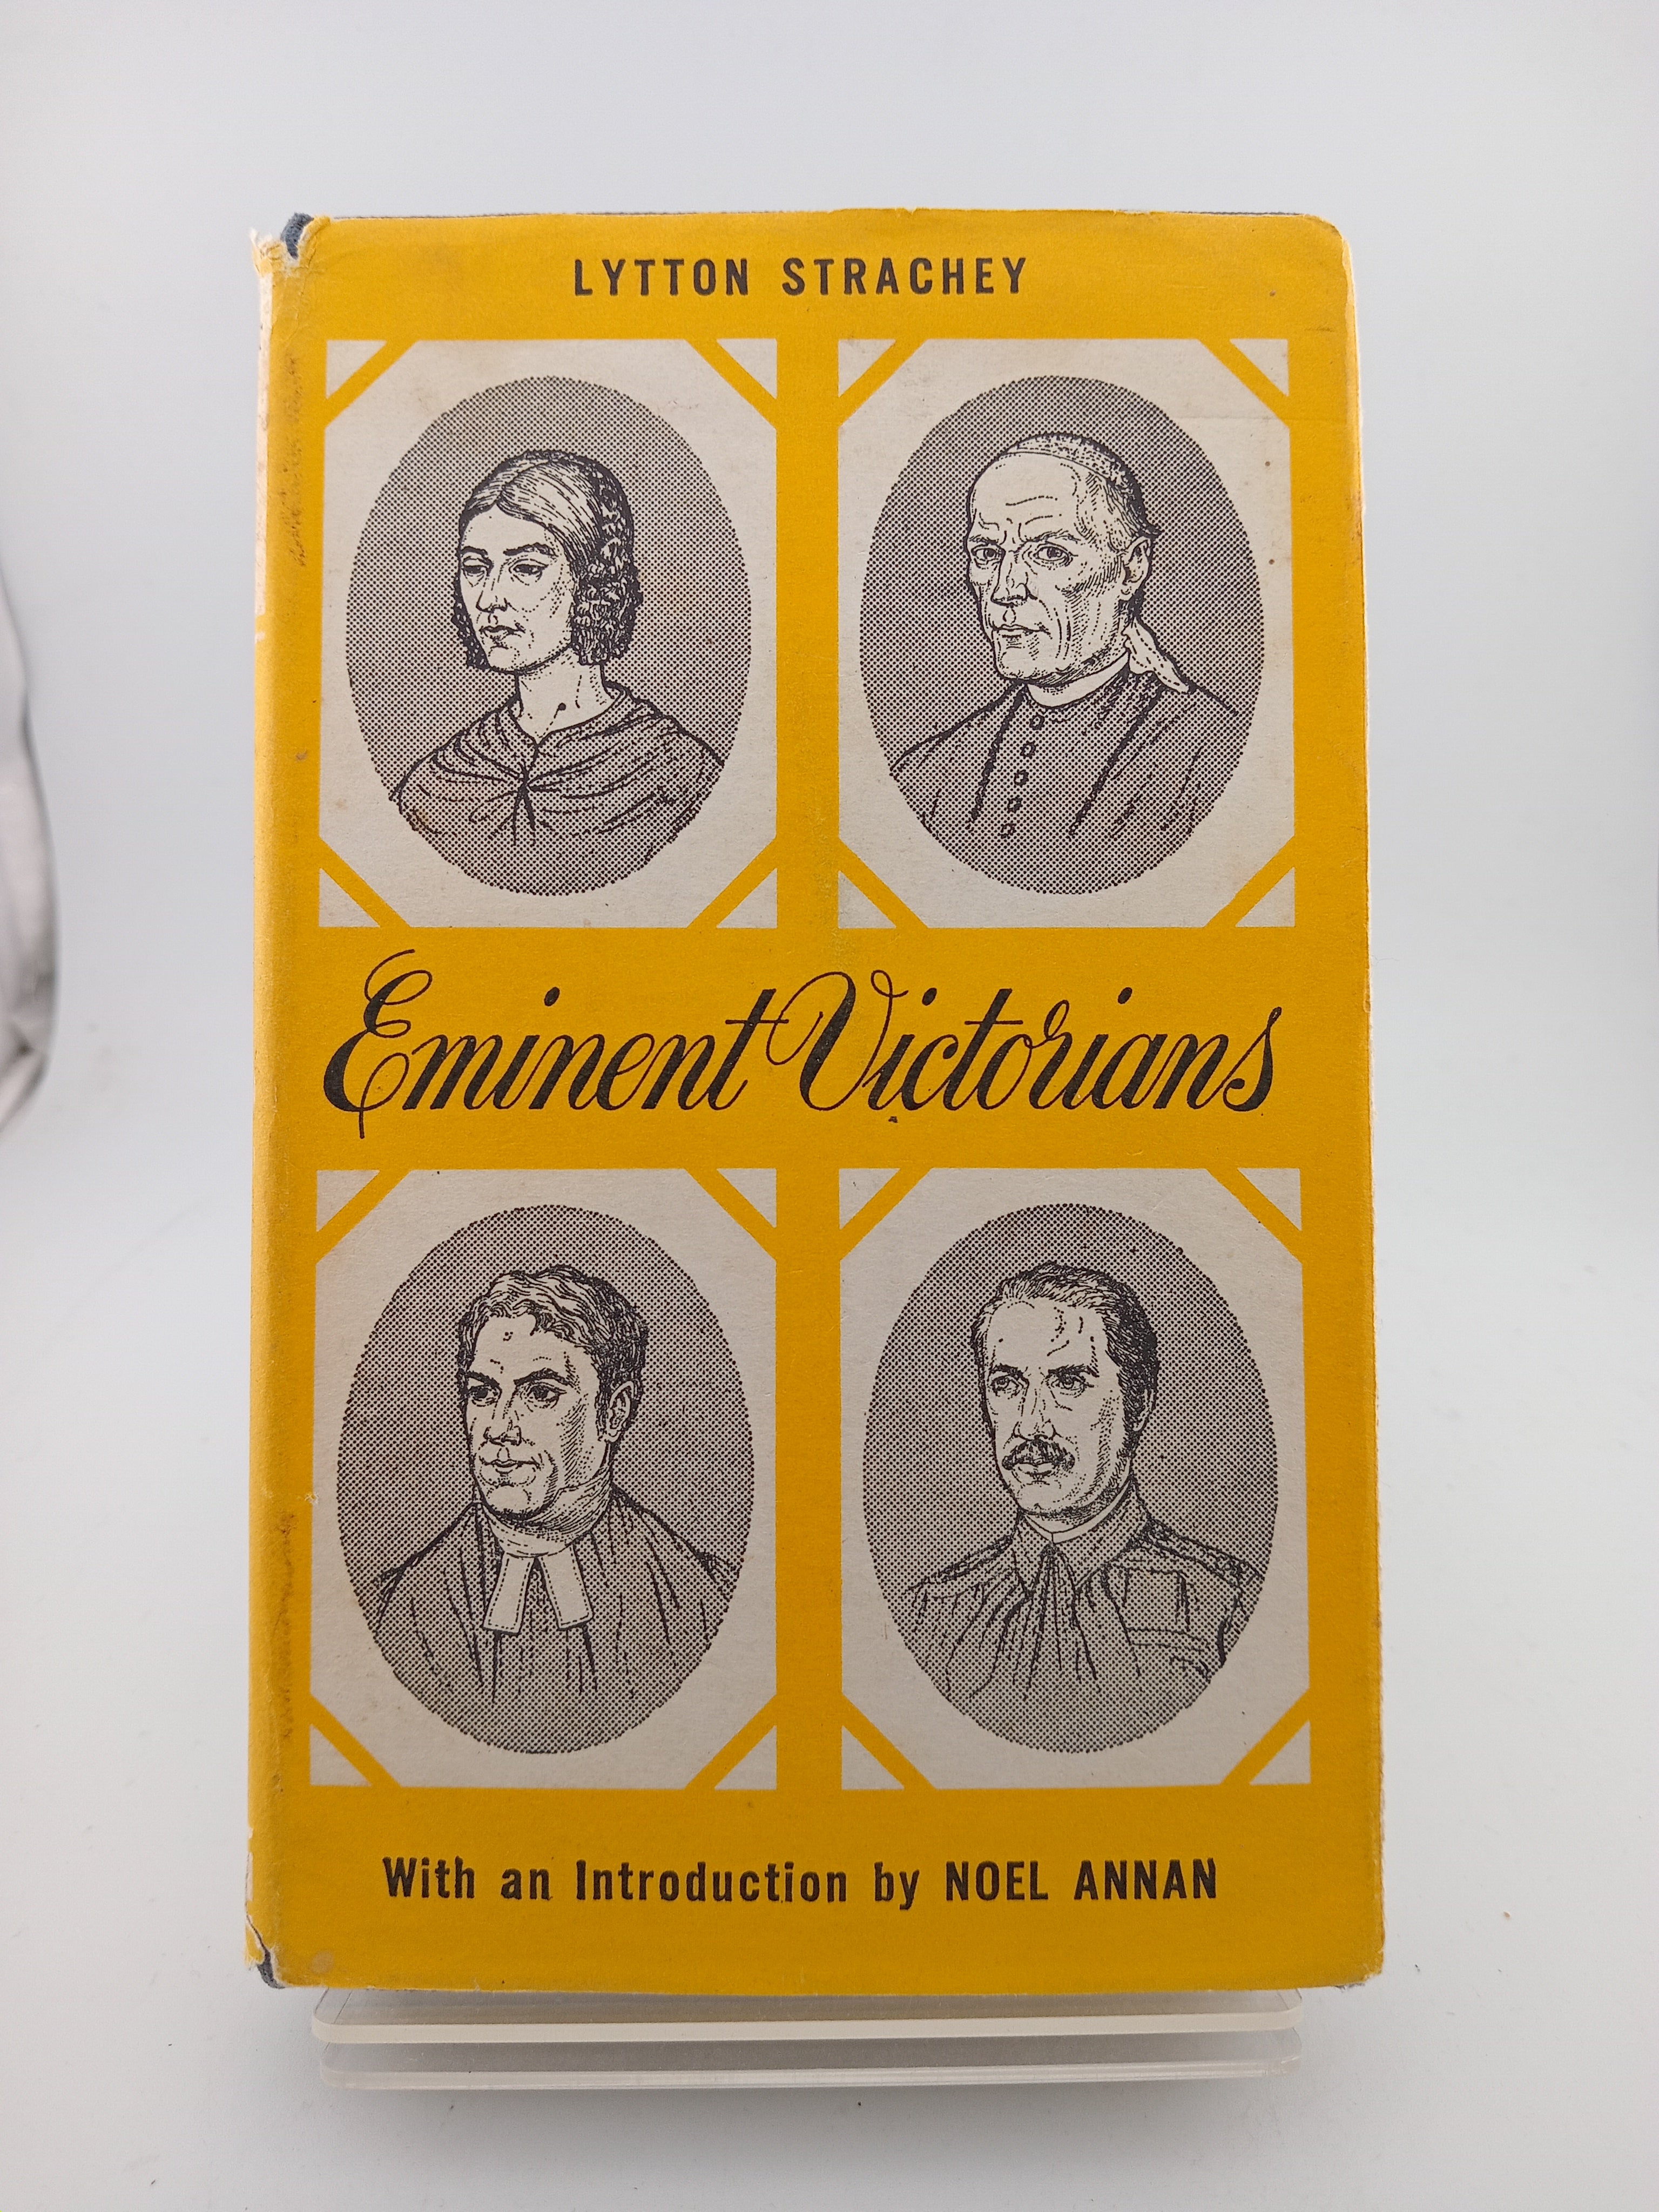 LYTTON STRACHEY
Eminent Victorians
With an Introduction by NOEL ANNAN